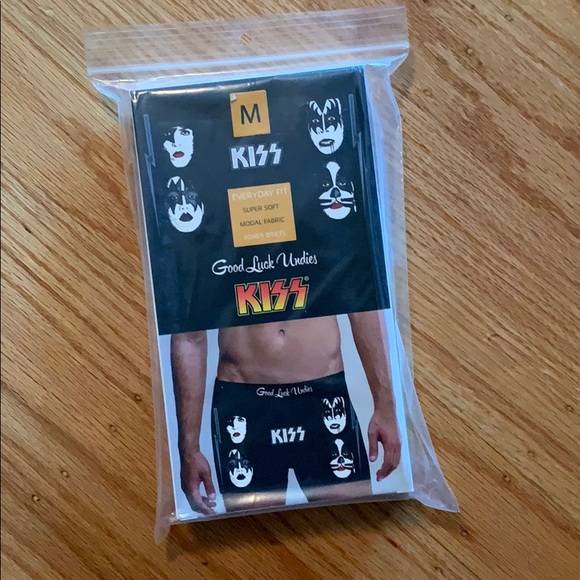 M
KISS
EVERYDAY FIT
SUPER SOFT
MODAL FABRIC
BOXER BRIEFS
Good Luck Undies
KISS®
Good Luck Undies
KISS